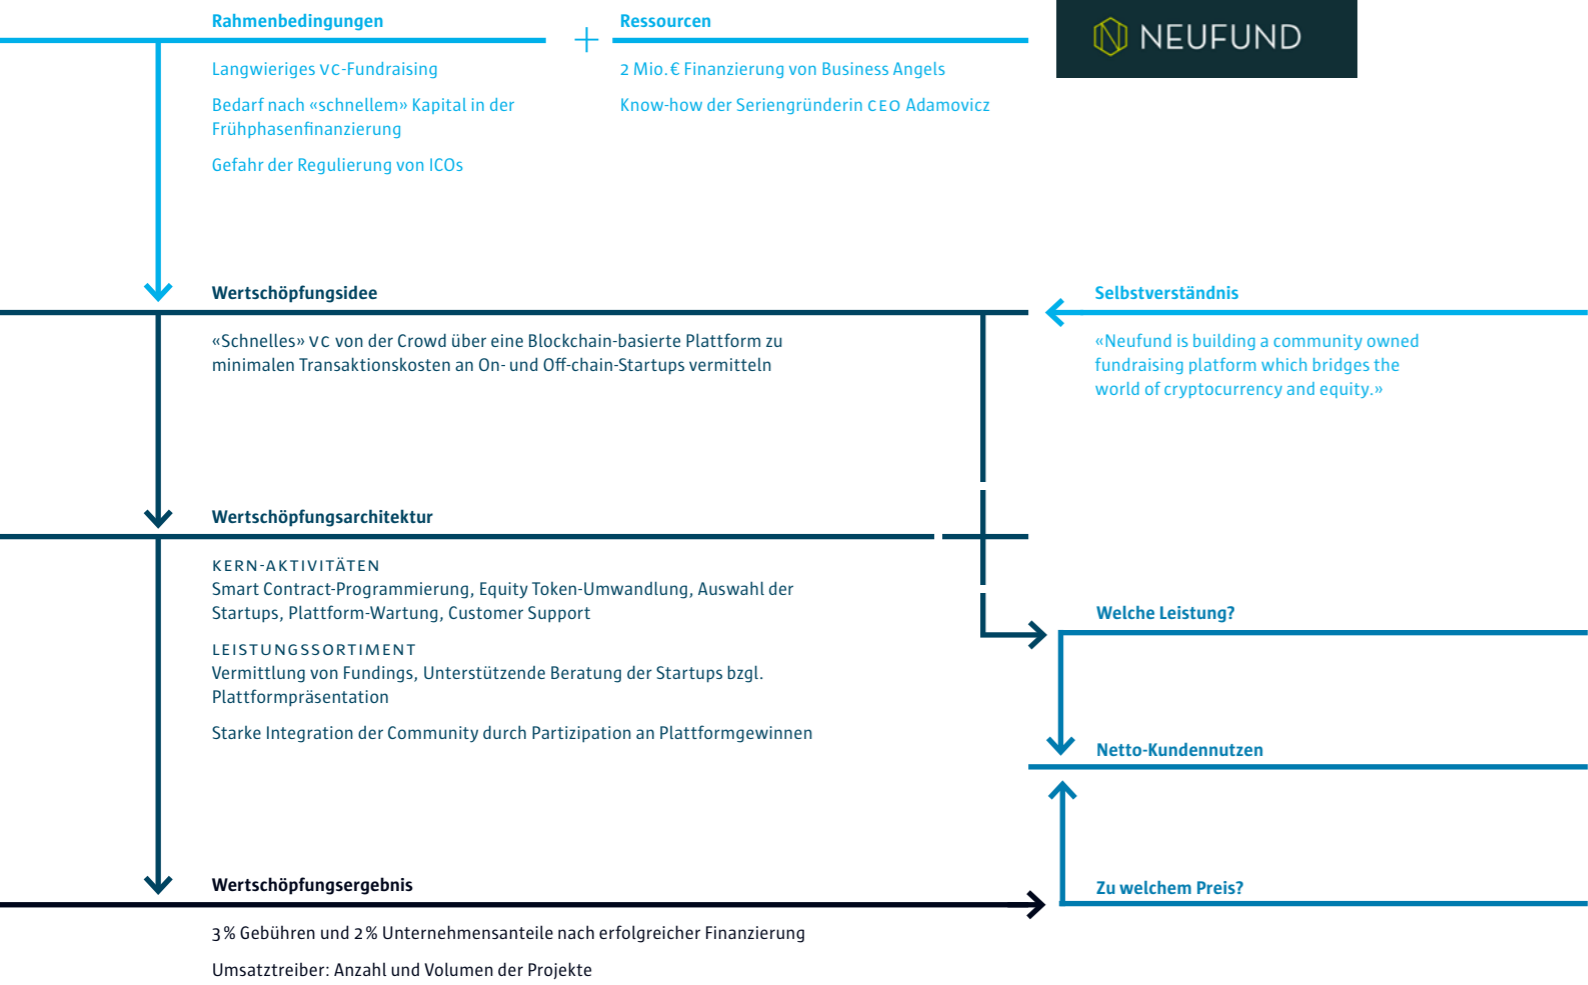 Rahmenbedingungen
Langwieriges VC-Fundraising
Bedarf nach «schnellem» Kapital in der
Frühphasenfinanzierung
Gefahr der Regulierung von ICOs
+
Ressourcen
2 Mio. € Finanzierung von Business Angels
Know-how der Seriengründerin CEO Adamovicz
NEUFUND
Wertschöpfungsidee
«Schnelles» VC von der Crowd über eine Blockchain-basierte Plattform zu
minimalen Transaktionskosten an On- und Off-chain-Startups vermitteln
Selbstverständnis
«Neufund is building a community owned
fundraising platform which bridges the
world of cryptocurrency and equity.»
Wertschöpfungsarchitektur
KERN-AKTIVITÄTEN
Smart Contract-Programmierung, Equity Token-Umwandlung, Auswahl der
Startups, Plattform-Wartung, Customer Support
LEISTUNGSSORTIMENT
Vermittlung von Fundings, Unterstützende Beratung der Startups bzgl.
Plattformpräsentation
Starke Integration der Community durch Partizipation an Plattformgewinnen
Welche Leistung?
Netto-Kundennutzen
Zu welchem Preis?
Wertschöpfungsergebnis
3 % Gebühren und 2 % Unternehmensanteile nach erfolgreicher Finanzierung
Umsatztreiber: Anzahl und Volumen der Projekte